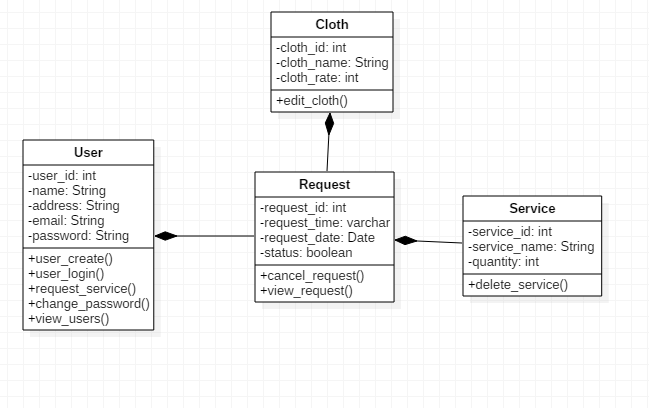 Cloth
-cloth_id: int
-cloth_name: String
-cloth_rate: int
+edit_cloth()
User
-user_id: int
-name: String
-address: String
-email: String
-password: String
+user_create()
+user_login()
+request_service()
+change_password()
+view_users()
Request
-request_id: int
-request_time: varchar
-request_date: Date
-status: boolean
+cancel_request()
+view_request()
Service
-service_id: int
-service_name: String
-quantity: int
+delete_service()